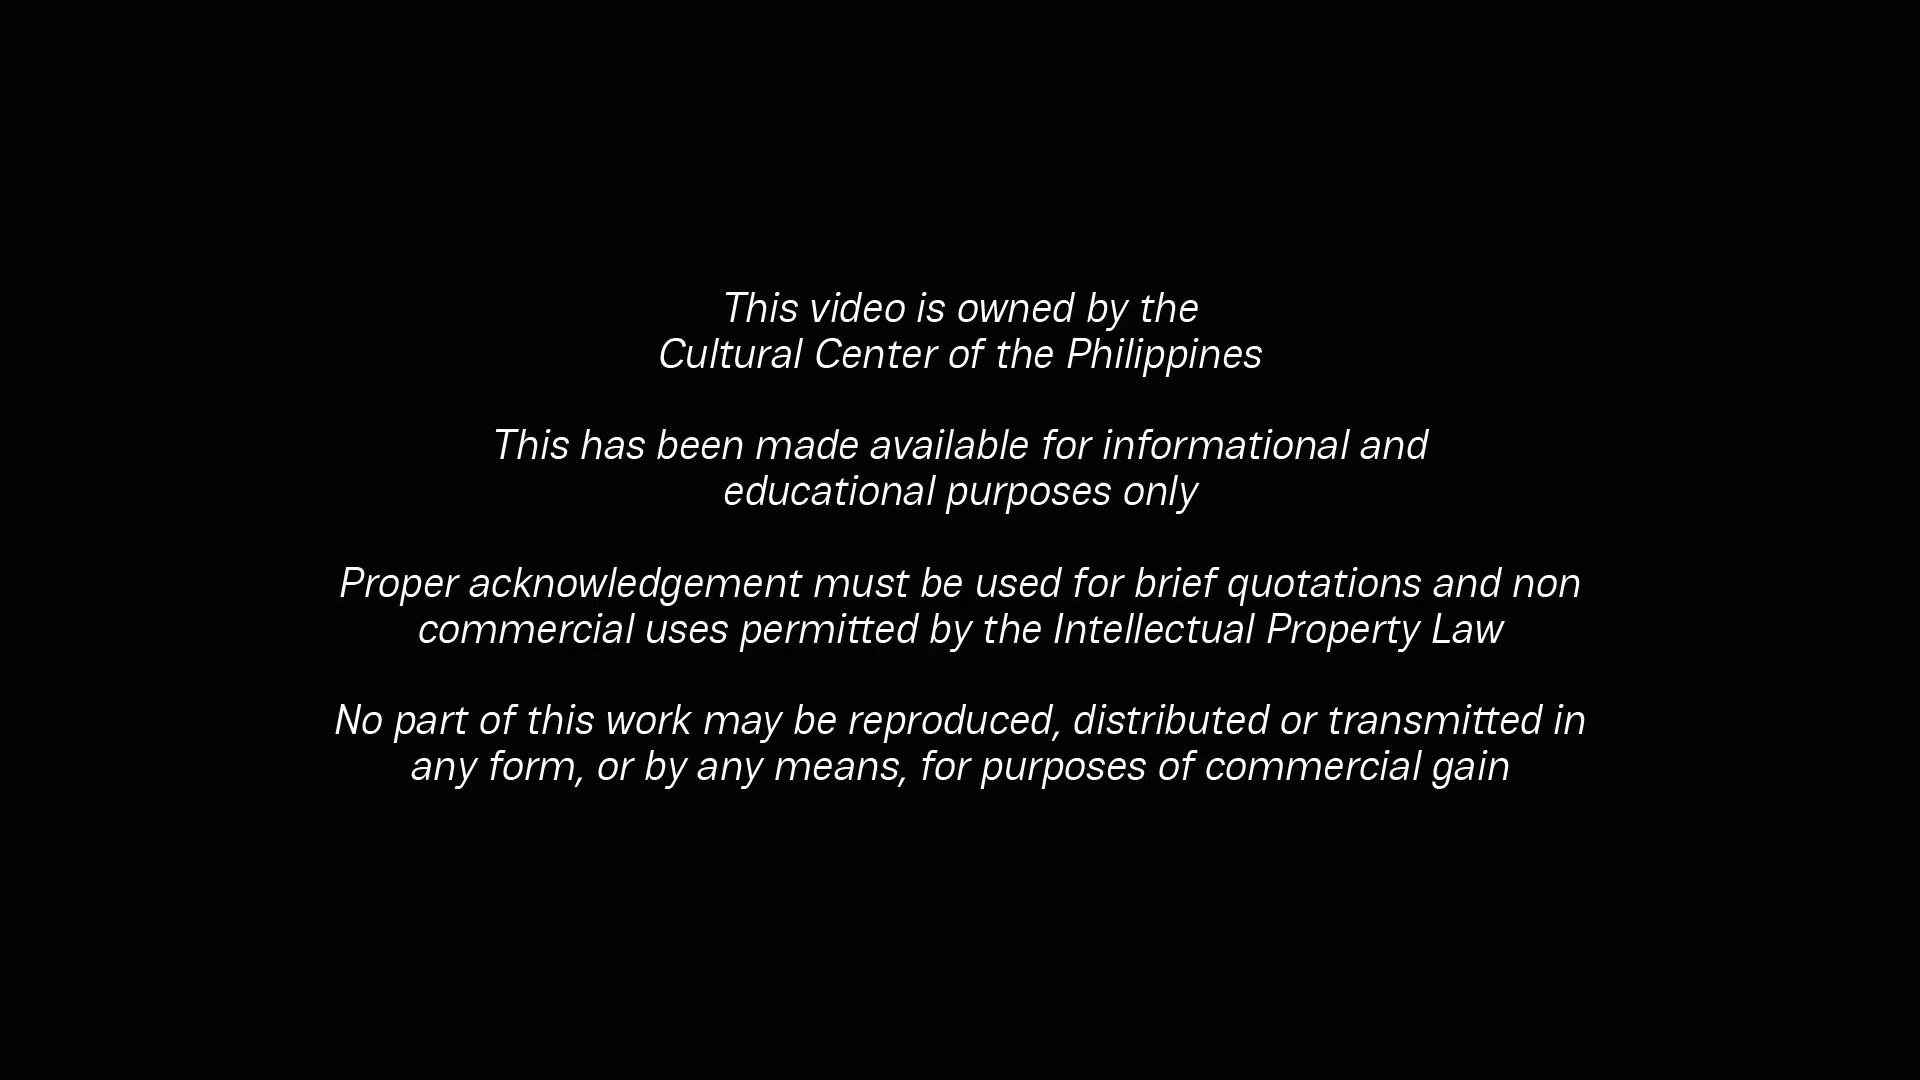 This video is owned by the
Cultural Center of the Philippines
This has been made available for informational and
educational purposes only
Proper acknowledgement must be used for brief quotations and non
commercial uses permitted by the Intellectual Property Law
No part of this work may be reproduced, distributed or transmitted in
any form, or by any means, for purposes of commercial gain